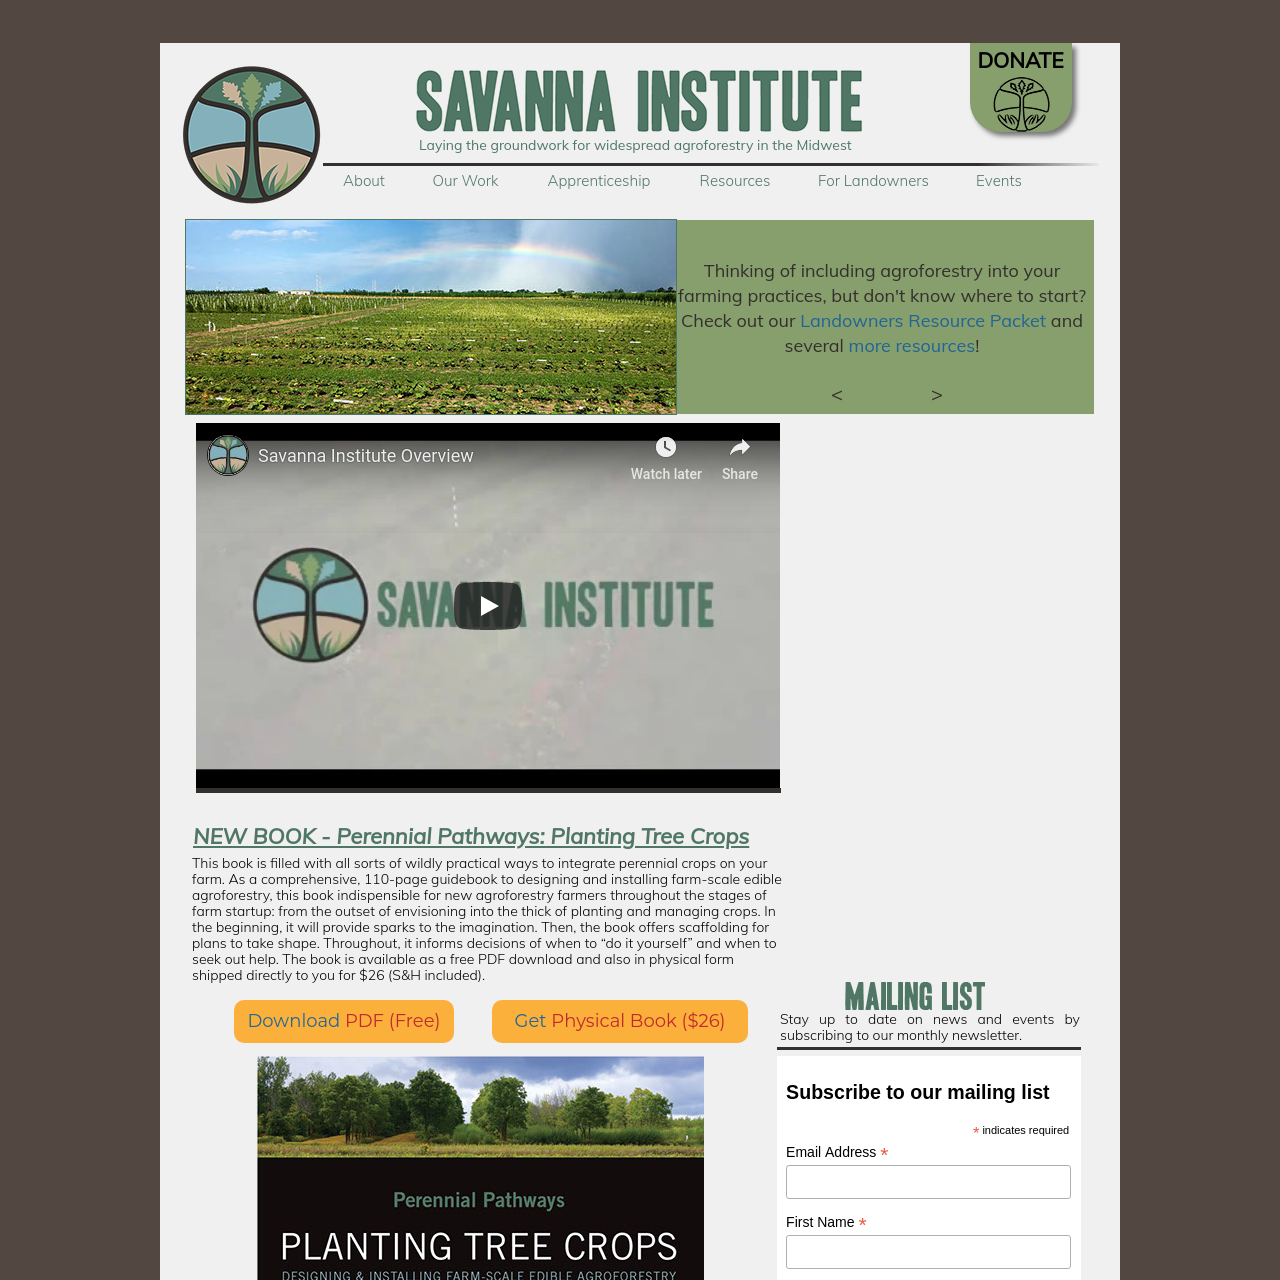 DONATE
SAVANNA INSTITUTE
Laying the groundwork for widespread agroforestry in the Midwest
About Our Work Apprenticeship Resources For Landowners Events
Thinking of including agroforestry into your
farming practices, but don't know where to start?
Check out our Landowners Resource Packet and
several more resources!
< >
Savanna Institute Overview
Watch later Share
SAVANNA INSTITUTE
NEW BOOK - Perennial Pathways: Planting Tree Crops
This book is filled with all sorts of wildly practical ways to integrate perennial crops on your
farm. As a comprehensive, 110-page guidebook to designing and installing farm-scale edible
agroforestry, this book indispensible for new agroforestry farmers throughout the stages of
farm startup: from the outset of envisioning into the thick of planting and managing crops. In
the beginning, it will provide sparks to the imagination. Then, the book offers scaffolding for
plans to take shape. Throughout, it informs decisions of when to “do it yourself” and when to
seek out help. The book is available as a free PDF download and also in physical form
shipped directly to you for $26 (S&H included).
Download PDF (Free)
Get Physical Book ($26)
Perennial Pathways
PLANTING TREE CROPS
DESIGNING & INSTALLING FARM-SCALE EDIBLE AGROFORESTRY
MAILING LIST
Stay up to date on news and events by
subscribing to our monthly newsletter.
Subscribe to our mailing list
* indicates required
Email Address *
First Name *